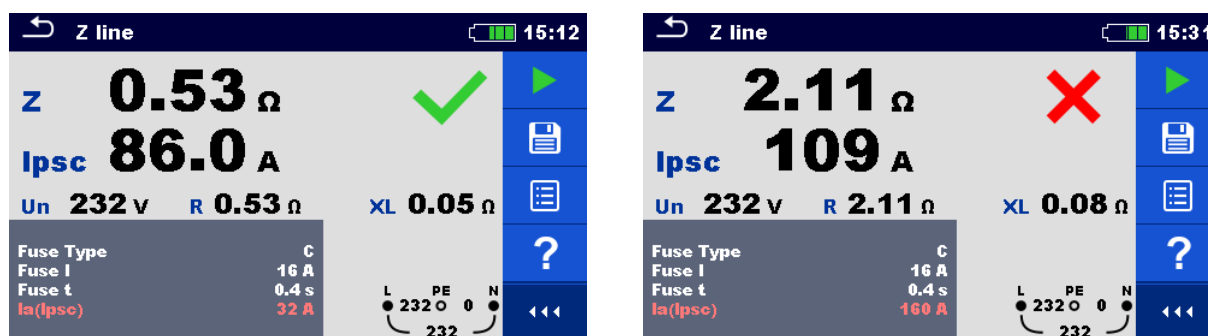 Z line 15:12
Z 0.53 Ω
Ipsc 86.0 A
Un 232 V R 0.53 Ω XL 0.05 Ω
Fuse Type C
Fuse I 16 A
Fuse t 0.4 s
Ia(Ipsc) 32 A
L PE N
232 0
232
?
Z line 15:31
Z 2.11 Ω
Ipsc 109 A
Un 232 V R 2.11 Ω XL 0.08 Ω
Fuse Type C
Fuse I 16 A
Fuse t 0.4 s
Ia(Ipsc) 160 A
L PE N
232 0
232
?